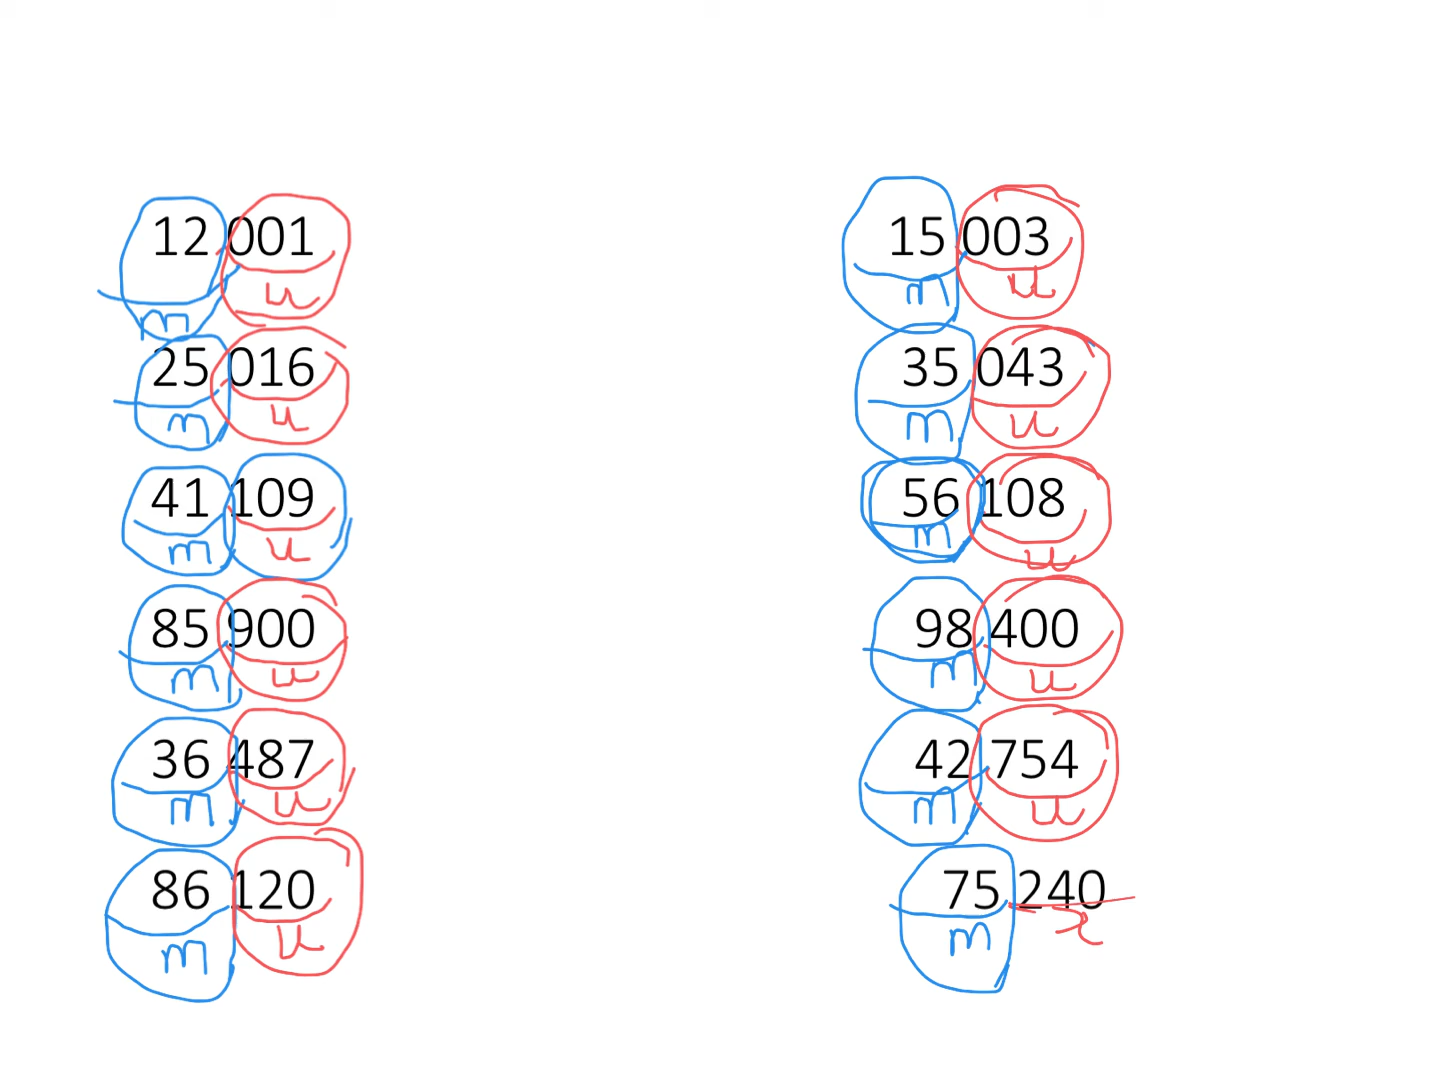 12 001
m u
25 016
m u
41 109
m u
85 900
m u
36 487
m u
86 120
m u
15 003
m u
35 043
m u
56 108
m u
98 400
m u
42 754
m u
75 240
m